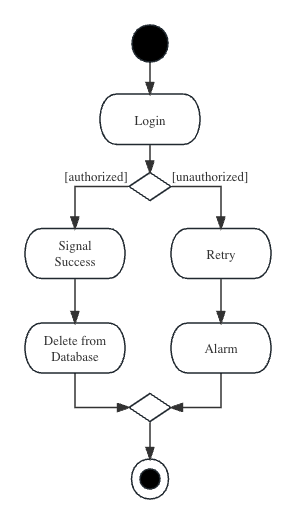 Login
[authorized]
[unauthorized]
Signal
Success
Retry
Delete from
Database
Alarm